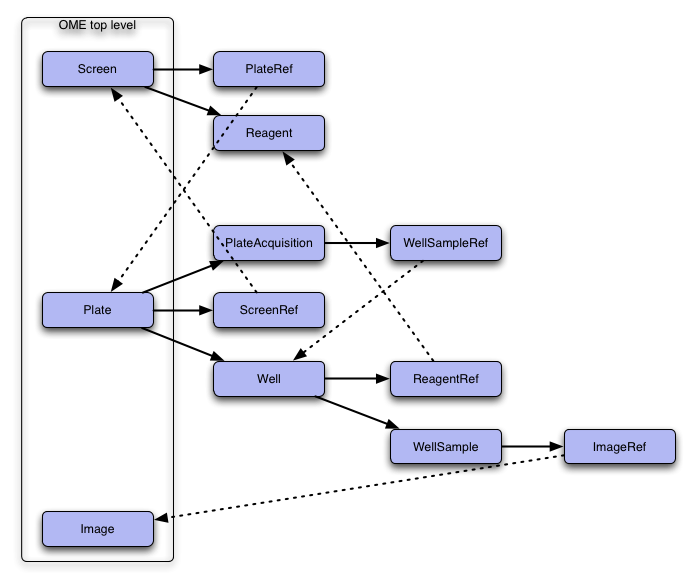 OME top level
Screen
PlateRef
Reagent
PlateAcquisition
WellSampleRef
Plate
ScreenRef
Well
ReagentRef
WellSample
ImageRef
Image